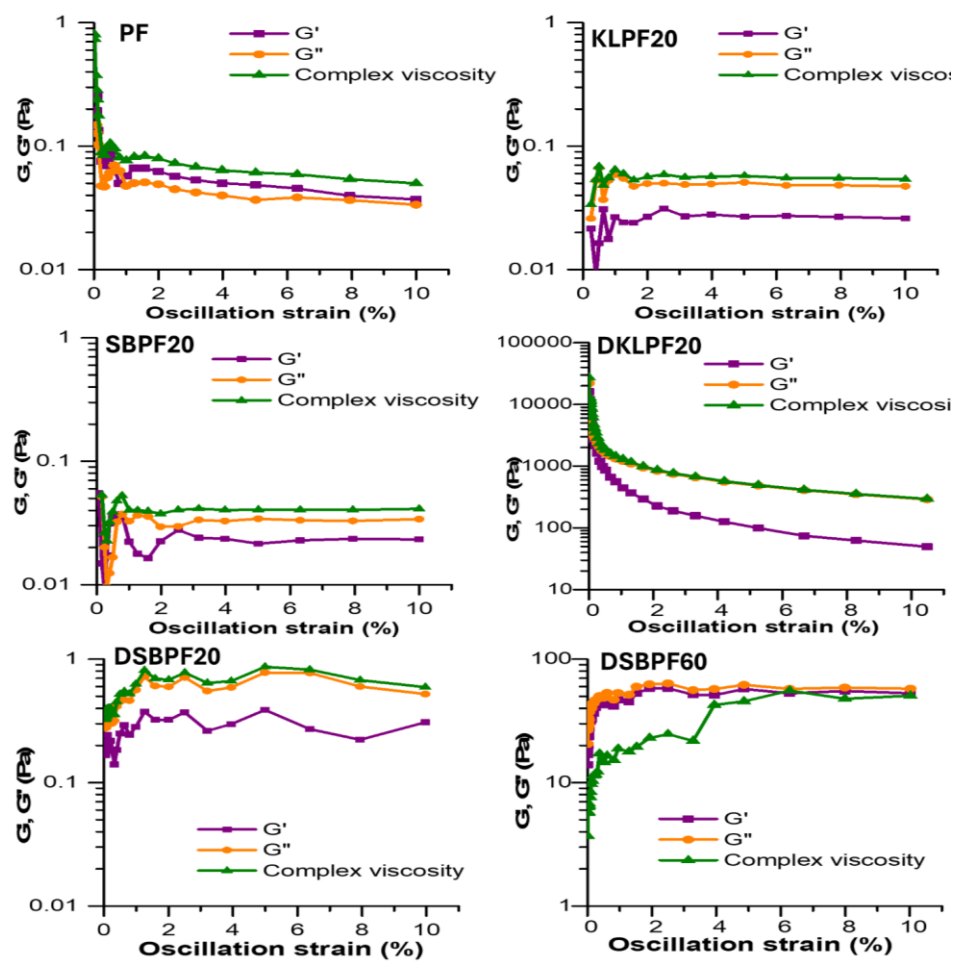 PF
G'
G"
Complex viscosity
G, G' (Pa)
1
0.1
0.01
0 2 4 6 8 10
Oscillation strain (%)
KLPF20
G'
G"
Complex visco
G, G' (Pa)
1
0.1
0.01
0 2 4 6 8 10
Oscillation strain (%)
SBPF20
G'
G"
Complex viscosity
G, G' (Pa)
1
0.1
0.01
0 2 4 6 8 10
Oscillation strain (%)
DKLPF20
G'
G"
Complex viscosi
G, G' (Pa)
100000
10000
1000
100
10
0 2 4 6 8 10
Oscillation strain (%)
DSBPF20
G'
G"
Complex viscosity
G, G' (Pa)
1
0.1
0.01
0 2 4 6 8 10
Oscillation strain (%)
DSBPF60
G'
G"
Complex viscosity
G, G' (Pa)
100
10
1
0 2 4 6 8 10
Oscillation strain (%)